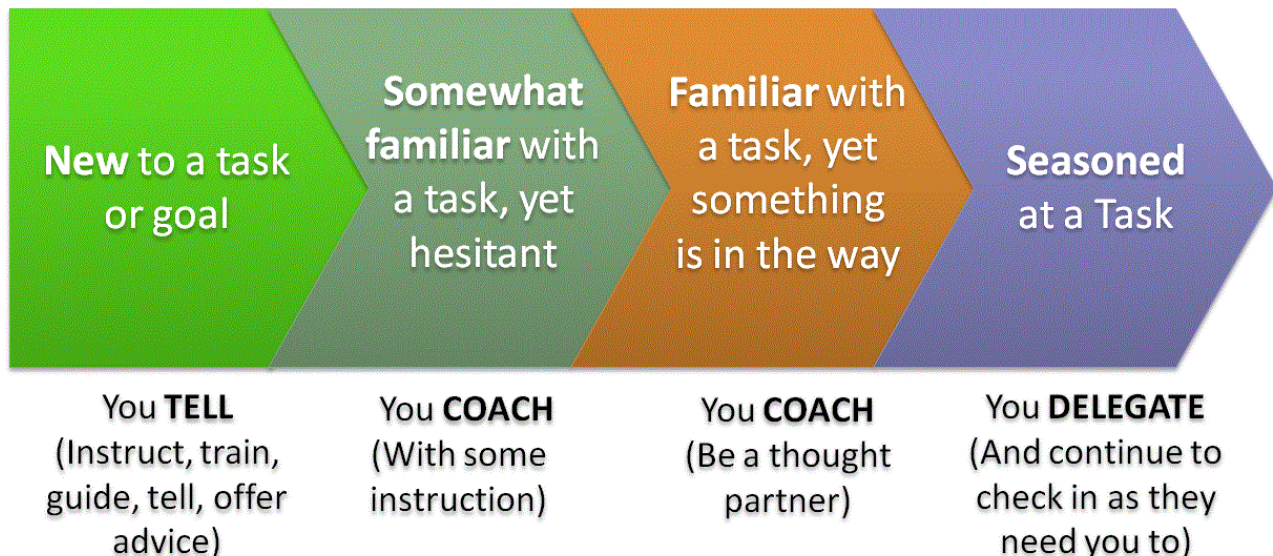 New to a task
or goal
Somewhat
familiar with
a task, yet
hesitant
Familiar with
a task, yet
something
is in the way
Seasoned
at a Task
You TELL
(Instruct, train,
guide, tell, offer
advice)
You COACH
(With some
instruction)
You COACH
(Be a thought
partner)
You DELEGATE
(And continue to
check in as they
need you to)